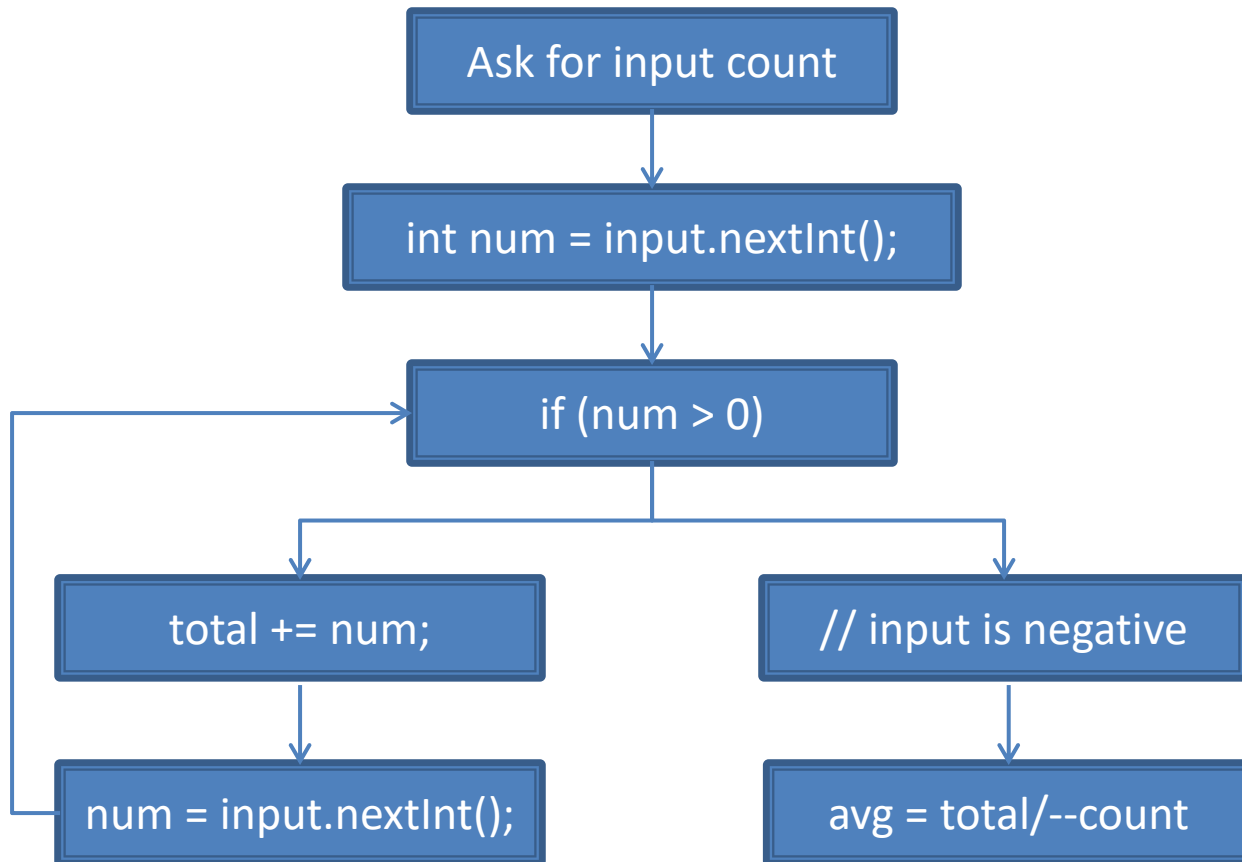 Ask for input count
int num = input.nextInt();
if (num > 0)
total += num;
// input is negative
num = input.nextInt();
avg = total/--count